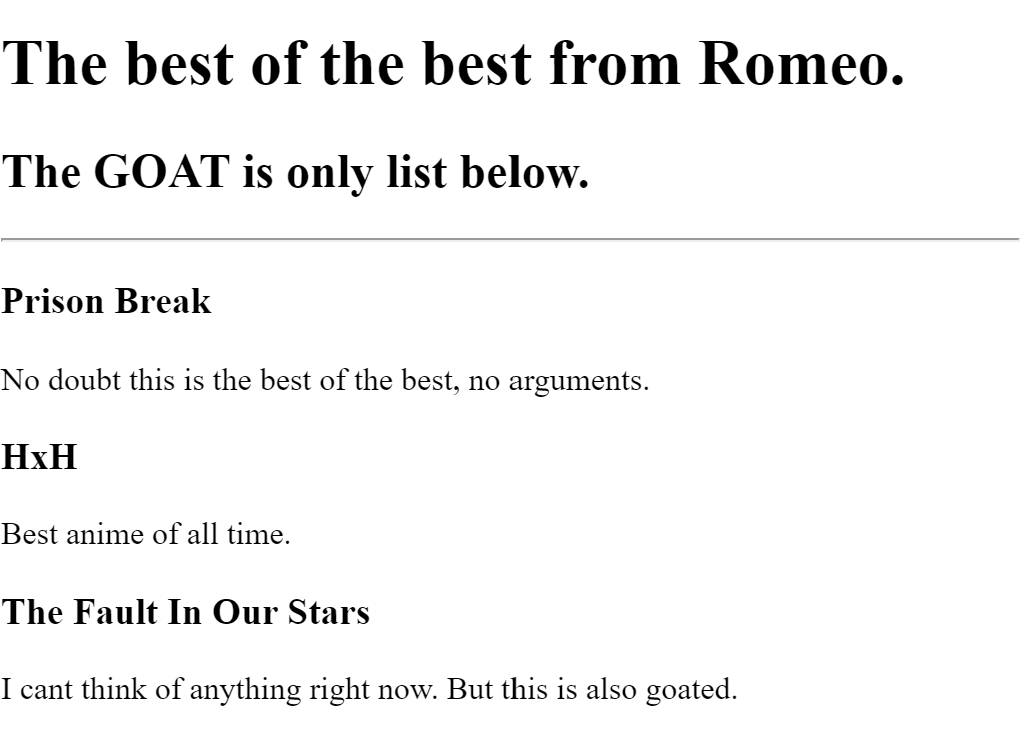 The best of the best from Romeo.
The GOAT is only list below.
Prison Break
No doubt this is the best of the best, no arguments.
HxH
Best anime of all time.
The Fault In Our Stars
I cant think of anything right now. But this is also goated.